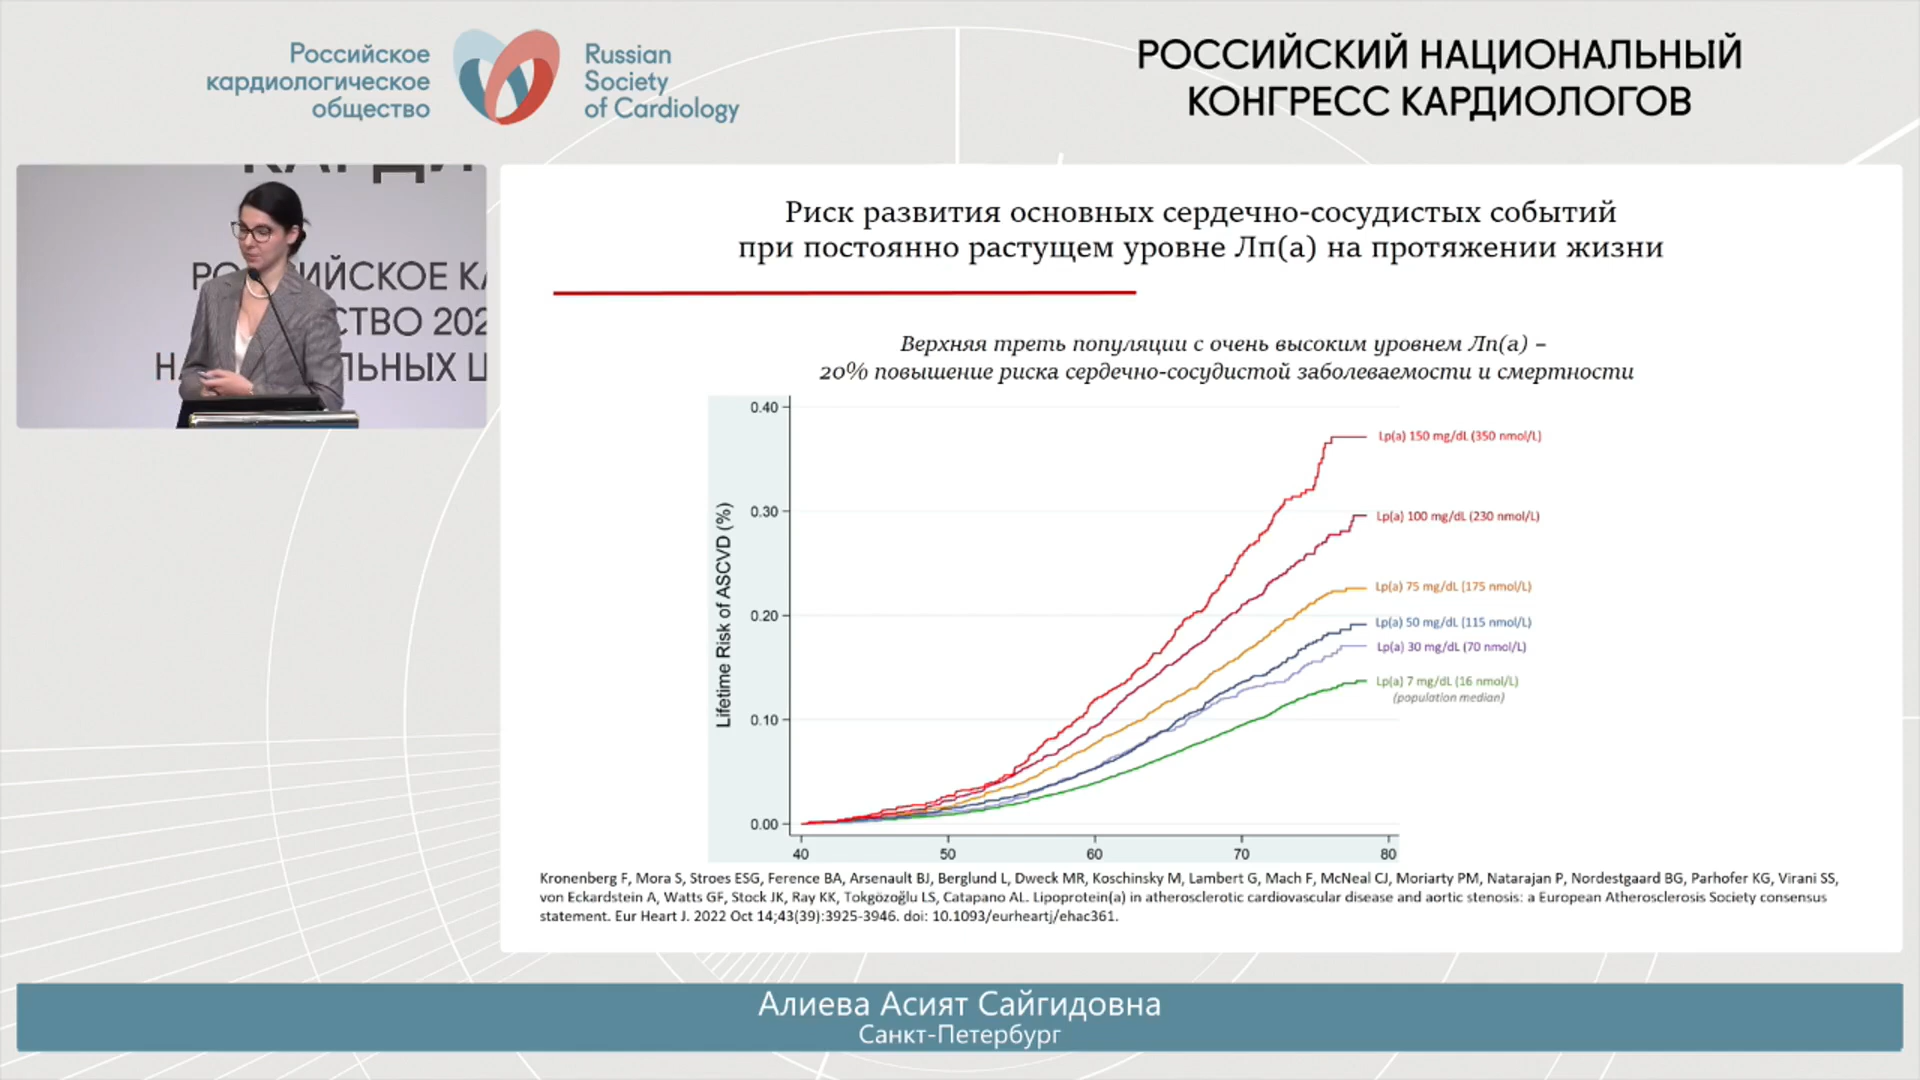 Российское
кардиологическое
общество
Russian
Society
of Cardiology
РОССИЙСКИЙ НАЦИОНАЛЬНЫЙ
КОНГРЕСС КАРДИОЛОГОВ
СТВО 202
Риск развития основных сердечно-сосудистых событий
при постоянно растущем уровне Лп(а) на протяжении жизни
Верхняя треть популяции с очень высоким уровнем Лп(а) –
20% повышение риска сердечно-сосудистой заболеваемости и смертности
Lifetime Risk of ASCVD (%)
0.40
0.30
0.20
0.10
0.00
40 50 60 70 80
Lp(a) 150 mg/dL (350 nmol/L)
Lp(a) 100 mg/dL (230 nmol/L)
Lp(a) 75 mg/dL (175 nmol/L)
Lp(a) 50 mg/dL (115 nmol/L)
Lp(a) 30 mg/dL (70 nmol/L)
Lp(a) 7 mg/dL (16 nmol/L)
(population median)
Kronenberg F, Mora S, Stroes ESG, Ference BA, Arsenault BJ, Berglund L, Dweck MR, Koschinsky M, Lambert G, Mach F, McNeal CJ, Moriarty PM, Natarajan P, Nordestgaard BG, Parhofer KG, Virani SS,
von Eckardstein A, Watts GF, Stock JK, Ray KK, Tokgözoğlu LS, Catapano AL. Lipoprotein(a) in atherosclerotic cardiovascular disease and aortic stenosis: a European Atherosclerosis Society consensus
statement. Eur Heart J. 2022 Oct 14;43(39):3925-3946. doi: 10.1093/eurheartj/ehac361.
Алиева Асият Сайгидовна
Санкт-Петербург